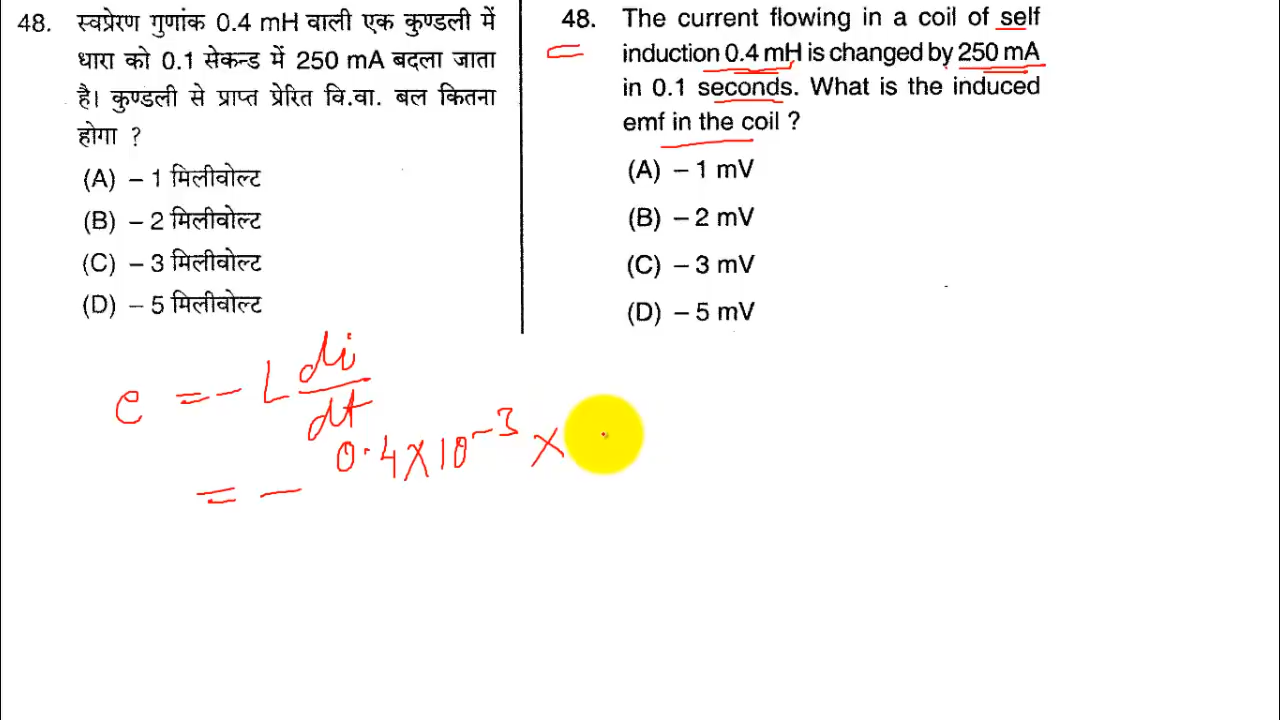 48. स्वप्रेरण गुणांक 0.4 mH वाली एक कुण्डली में
धारा को 0.1 सेकन्ड में 250 mA बदला जाता
है। कुण्डली से प्राप्त प्रेरित वि.वा. बल कितना
होगा ?
(A) – 1 मिलीवोल्ट
(B) – 2 मिलीवोल्ट
(C) – 3 मिलीवोल्ट
(D) – 5 मिलीवोल्ट
48. The current flowing in a coil of self
induction 0.4 mH is changed by 250 mA
in 0.1 seconds. What is the induced
emf in the coil ?
(A) – 1 mV
(B) – 2 mV
(C) – 3 mV
(D) – 5 mV
e = - L di/dt
= - 0.4×10⁻³ ×